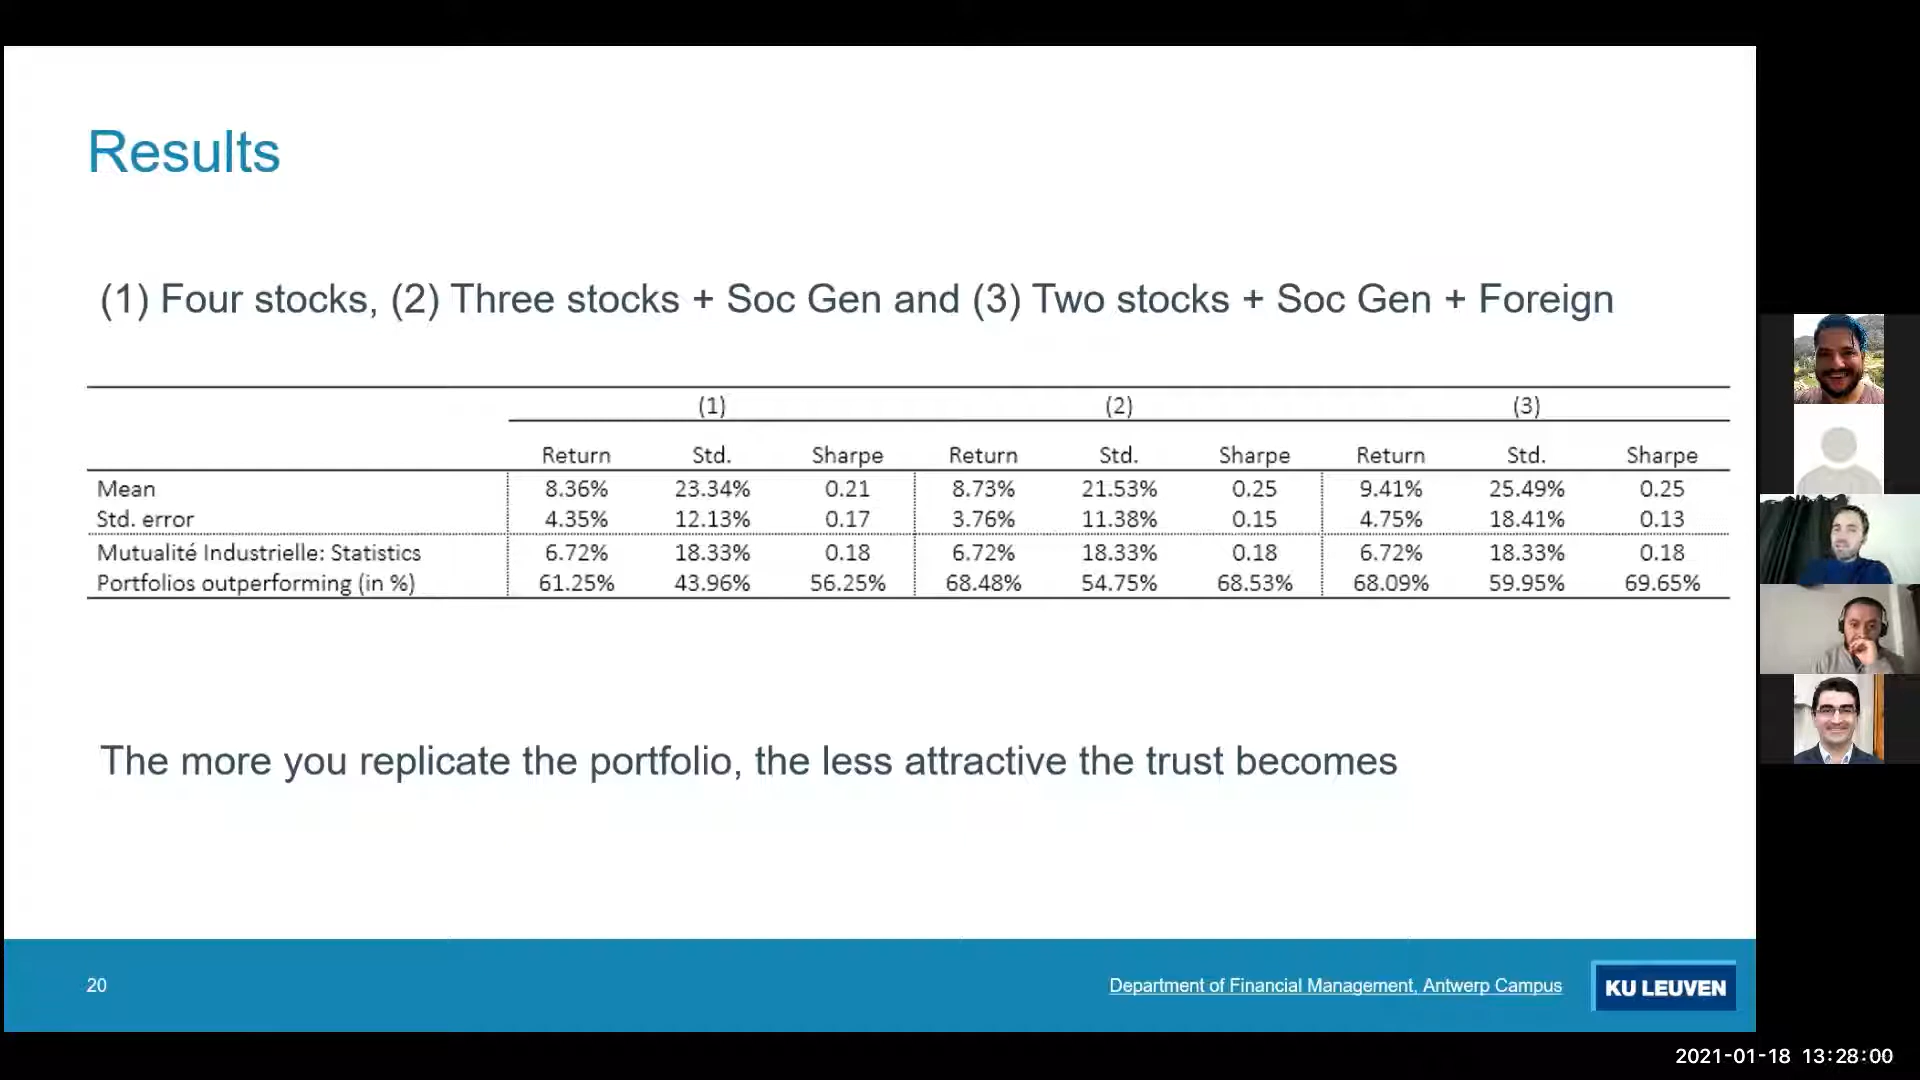 Results
(1) Four stocks, (2) Three stocks + Soc Gen and (3) Two stocks + Soc Gen + Foreign
(1) (2) (3)
Return Std. Sharpe Return Std. Sharpe Return Std. Sharpe
Mean 8.36% 23.34% 0.21 8.73% 21.53% 0.25 9.41% 25.49% 0.25
Std. error 4.35% 12.13% 0.17 3.76% 11.38% 0.15 4.75% 18.41% 0.13
Mutualité Industrielle: Statistics 6.72% 18.33% 0.18 6.72% 18.33% 0.18 6.72% 18.33% 0.18
Portfolios outperforming (in %) 61.25% 43.96% 56.25% 68.48% 54.75% 68.53% 68.09% 59.95% 69.65%
The more you replicate the portfolio, the less attractive the trust becomes
20 Department of Financial Management, Antwerp Campus KU LEUVEN
2021-01-18 13:28:00